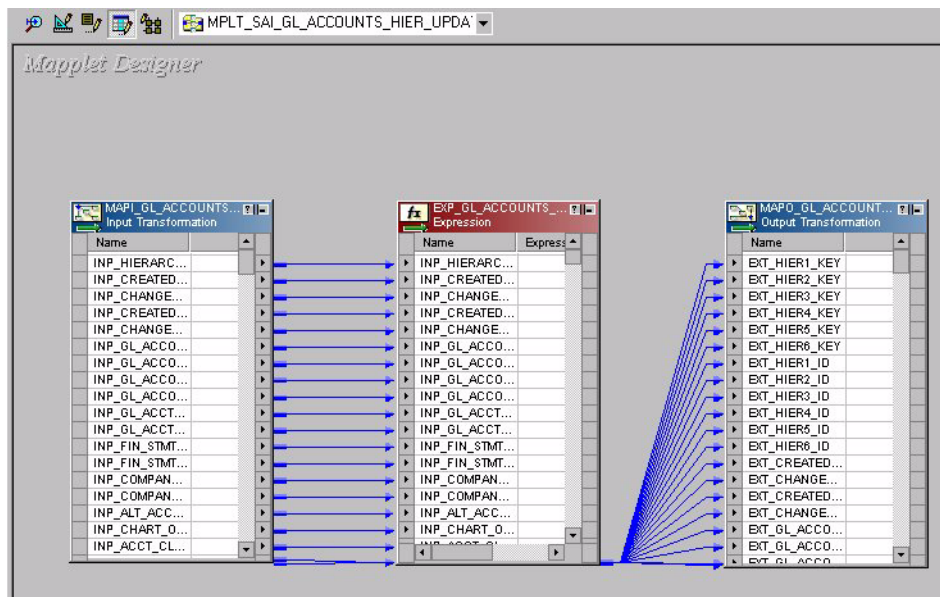 MPLT_SAI_GL_ACCOUNTS_HIER_UPDA
Mapplet Designer
MAPI_GL_ACCOUNTS...
Input Transformation
Name
INP_HIERARC...
INP_CREATED...
INP_CHANGE...
INP_CREATED...
INP_CHANGE...
INP_GL_ACCO...
INP_GL_ACCO...
INP_GL_ACCO...
INP_GL_ACCO...
INP_GL_ACCT...
INP_GL_ACCT...
INP_FIN_STMT...
INP_FIN_STMT...
INP_COMPAN...
INP_COMPAN...
INP_ALT_ACC...
INP_CHART_O...
INP_ACCT_CL...
EXP_GL_ACCOUNTS_...
Expression
Name Express
INP_HIERARC...
INP_CREATED...
INP_CHANGE...
INP_CREATED...
INP_CHANGE...
INP_GL_ACCO...
INP_GL_ACCO...
INP_GL_ACCO...
INP_GL_ACCO...
INP_GL_ACCT...
INP_GL_ACCT...
INP_FIN_STMT...
INP_FIN_STMT...
INP_COMPAN...
INP_COMPAN...
INP_ALT_ACC...
INP_CHART_O...
MAPO_GL_ACCOUNT...
Output Transformation
Name
EXT_HIER1_KEY
EXT_HIER2_KEY
EXT_HIER3_KEY
EXT_HIER4_KEY
EXT_HIER5_KEY
EXT_HIER6_KEY
EXT_HIER1_ID
EXT_HIER2_ID
EXT_HIER3_ID
EXT_HIER4_ID
EXT_HIER5_ID
EXT_HIER6_ID
EXT_CREATED...
EXT_CHANGE...
EXT_CREATED...
EXT_CHANGE...
EXT_GL_ACCO...
EXT_GL_ACCO...
EXT_GL_ACCO...